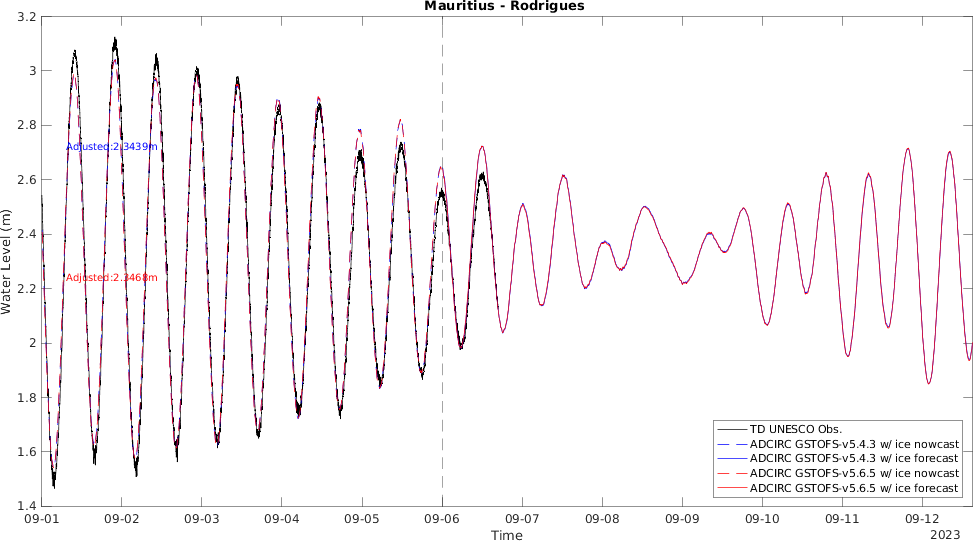 Mauritius - Rodrigues
3.2
3
2.8
2.6
2.4
2.2
2
1.8
1.6
1.4
Water Level (m)
Adjusted:2.3439m
Adjusted:2.3468m
TD UNESCO Obs.
ADCIRC GSTOFS-v5.4.3 w/ ice nowcast
ADCIRC GSTOFS-v5.4.3 w/ ice forecast
ADCIRC GSTOFS-v5.6.5 w/ ice nowcast
ADCIRC GSTOFS-v5.6.5 w/ ice forecast
09-01 09-02 09-03 09-04 09-05 09-06 09-07 09-08 09-09 09-10 09-11 09-12
Time
2023